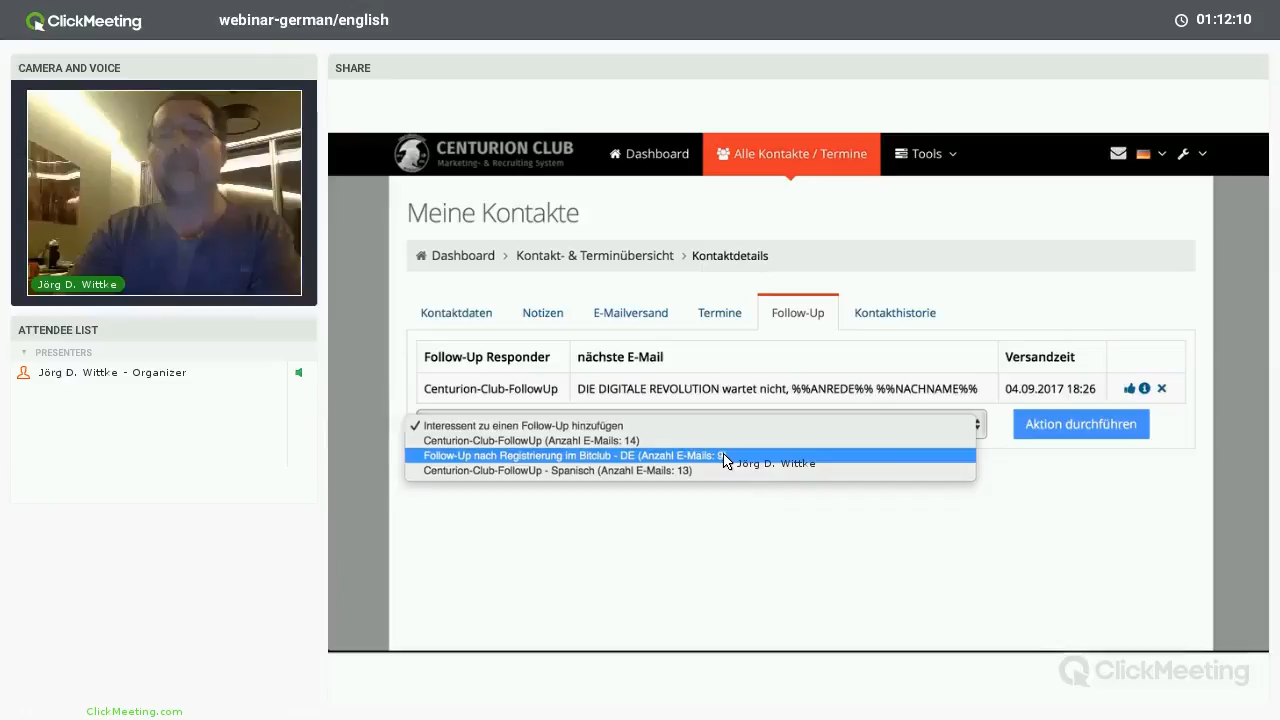 ClickMeeting
webinar-german/english
01:12:10
CAMERA AND VOICE
Jörg D. Wittke
ATTENDEE LIST
PRESENTERS
Jörg D. Wittke - Organizer
SHARE
CENTURION CLUB
Marketing- & Recruiting System
Dashboard
Alle Kontakte / Termine
Tools
Meine Kontakte
Dashboard > Kontakt- & Terminübersicht > Kontaktdetails
Kontaktdaten
Notizen
E-Mailversand
Termine
Follow-Up
Kontakthistorie
Follow-Up Responder
nächste E-Mail
Versandzeit
Centurion-Club-FollowUp
DIE DIGITALE REVOLUTION wartet nicht, %%ANREDE%% %%NACHNAME%%
04.09.2017 18:26
Interessent zu einen Follow-Up hinzufügen
Aktion durchführen
Centurion-Club-FollowUp (Anzahl E-Mails: 14)
Follow-Up nach Registrierung im Bitclub - DE (Anzahl E-Mails: 9
Jörg D. Wittke
Centurion-Club-FollowUp - Spanisch (Anzahl E-Mails: 13)
ClickMeeting
ClickMeeting.com